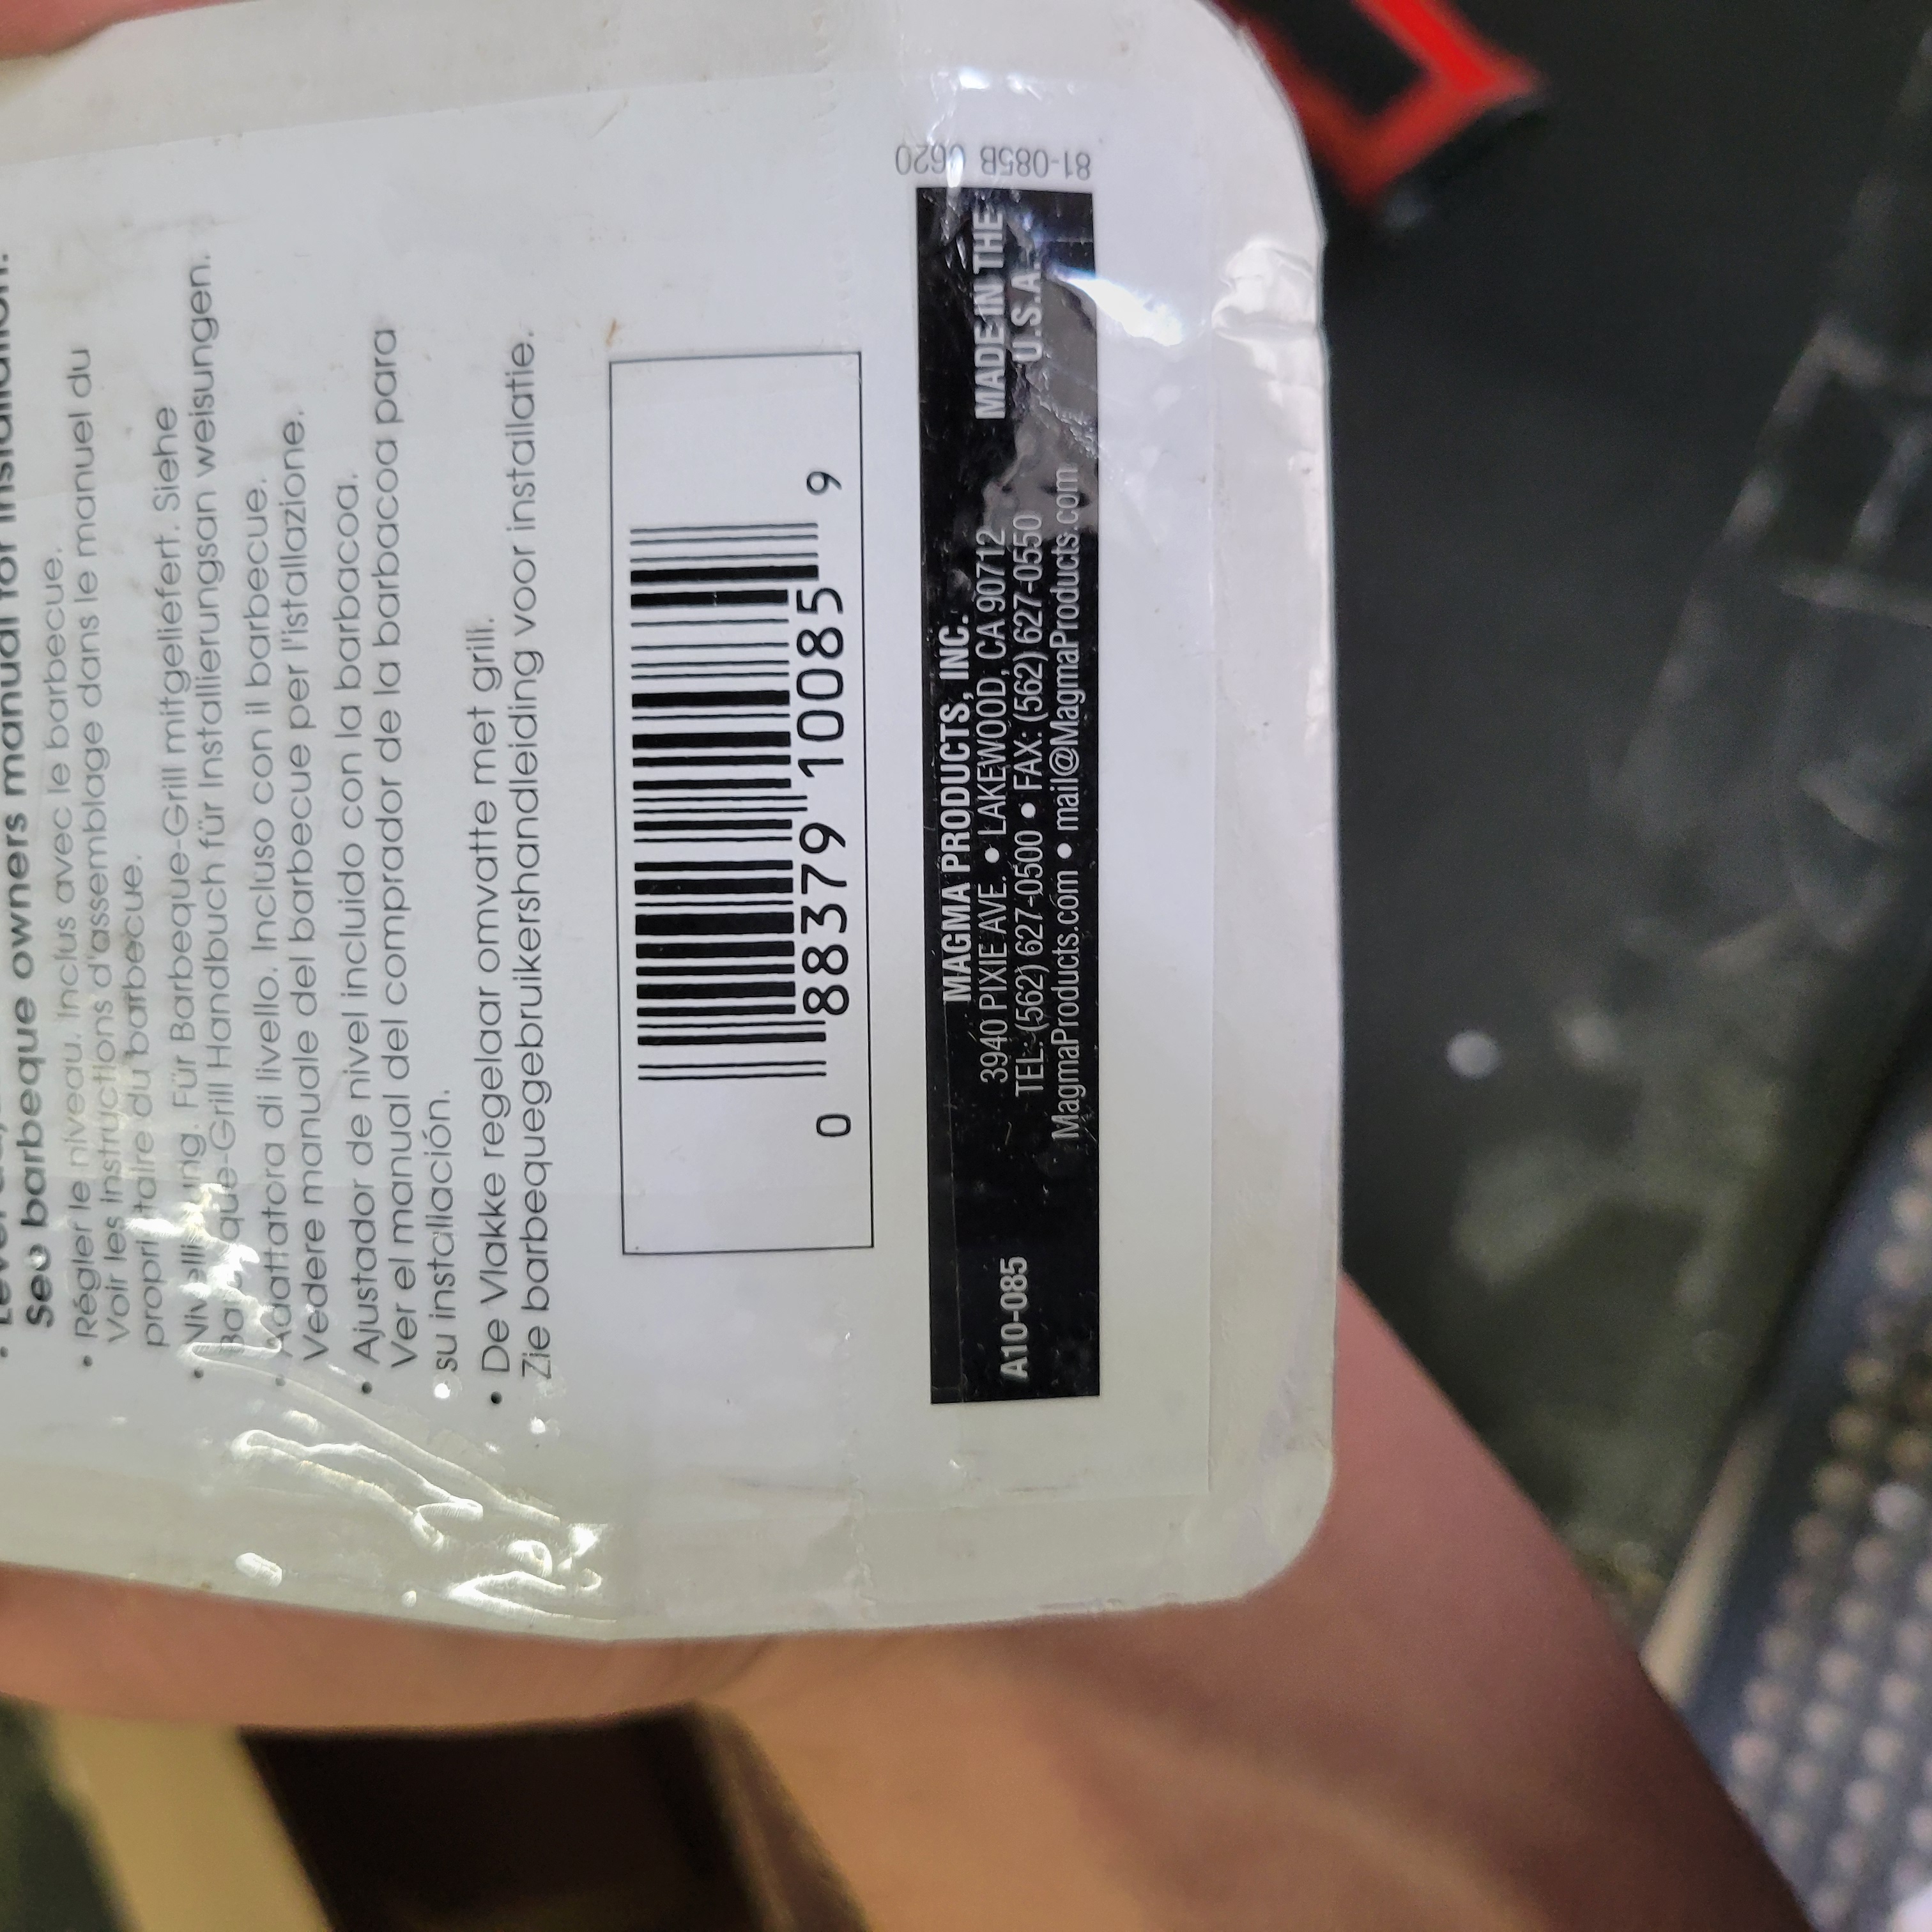 See barbeque owners manual for installation.
• Régler le niveau. Inclus avec le barbecue.
Voir les instructions d'assemblage dans le manuel du
propriétaire du barbecue.
• Nivellierung. Für Barbeque-Grill mitgeliefert. Siehe
Barbeque-Grill Handbuch für Installierungsan weisungen.
• Adattatora di livello. Incluso con il barbecue.
Vedere manuale del barbecue per l'istallazione.
• Ajustador de nivel incluido con la barbacoa.
Ver el manual del comprador de la barbacoa para
su installación.
• De Vlakke regelaar omvatte met grill.
Zie barbequegebruikershandleiding voor installatie.
0 88379 10085 9
MAGMA PRODUCTS, INC.
3940 PIXIE AVE. • LAKEWOOD, CA 90712
TEL: (562) 627-0500 • FAX: (562) 627-0550
MagmaProducts.com • mail@MagmaProducts.com
A10-085
MADE IN THE
U.S.A.
81-085B 0620